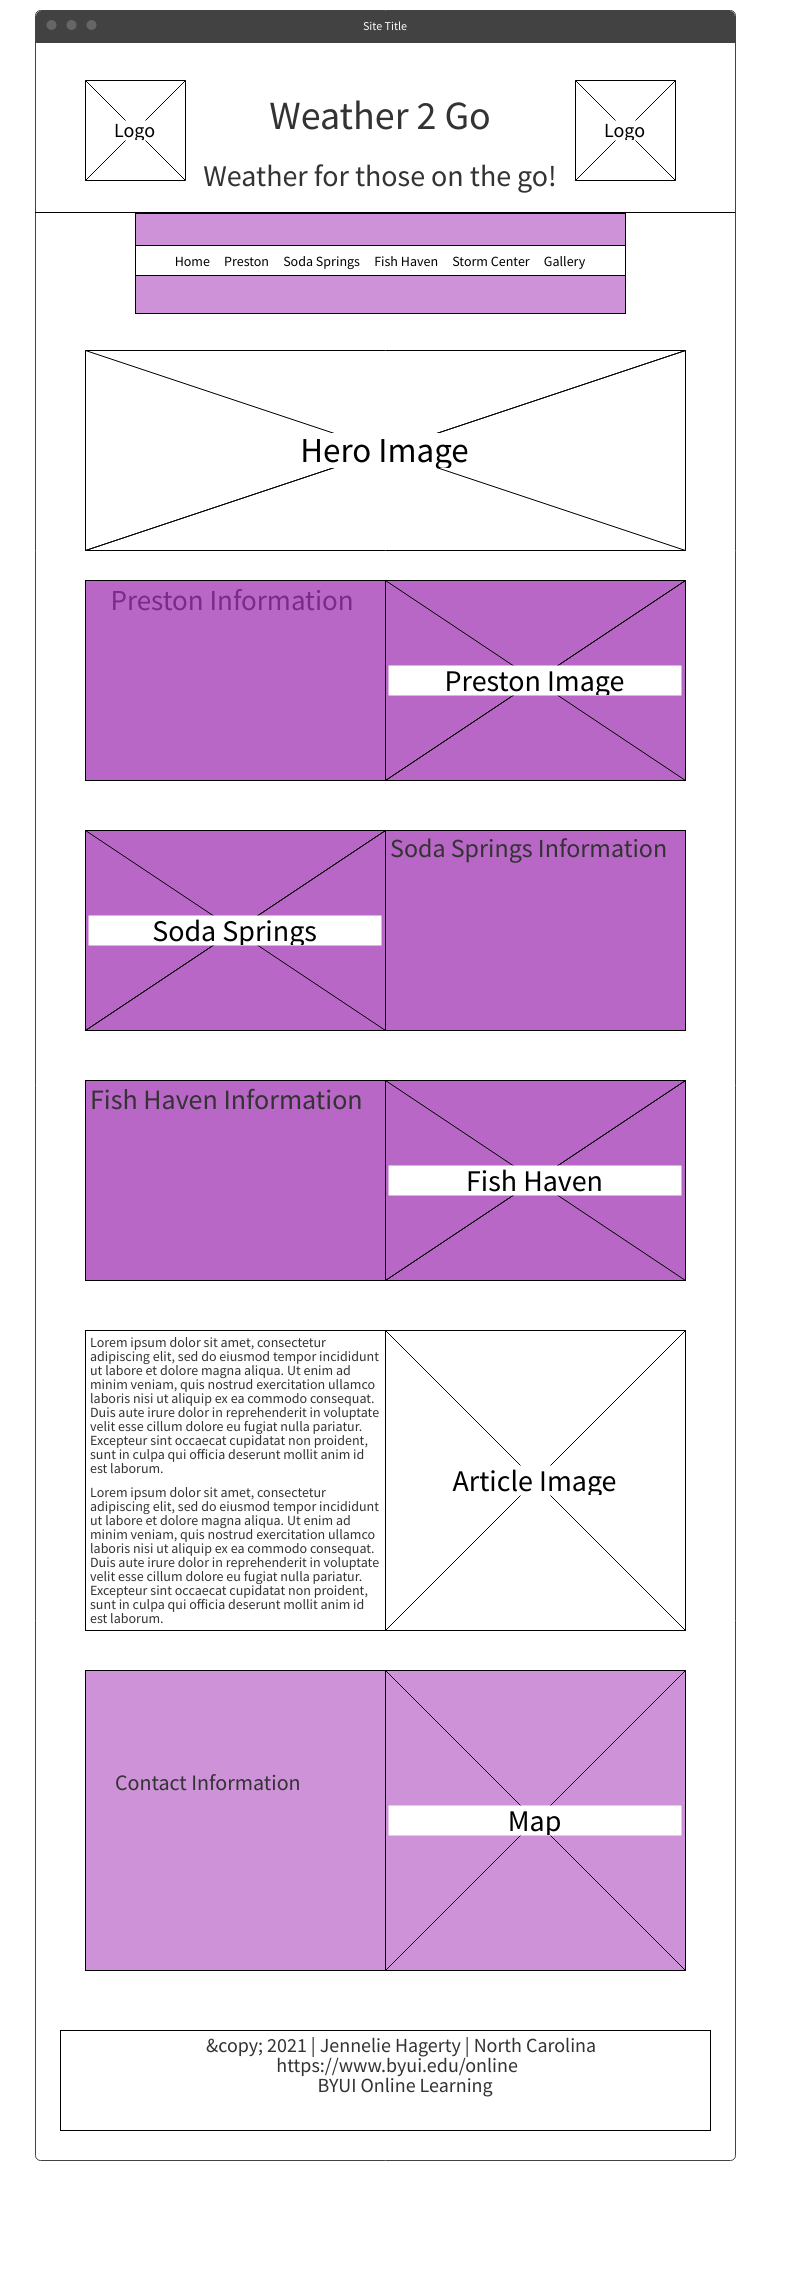 Site Title
Logo
Weather 2 Go
Logo
Weather for those on the go!
Home Preston Soda Springs Fish Haven Storm Center Gallery
Hero Image
Preston Information
Preston Image
Soda Springs Information
Soda Springs
Fish Haven Information
Fish Haven
Lorem ipsum dolor sit amet, consectetur
adipiscing elit, sed do eiusmod tempor incididunt
ut labore et dolore magna aliqua. Ut enim ad
minim veniam, quis nostrud exercitation ullamco
laboris nisi ut aliquip ex ea commodo consequat.
Duis aute irure dolor in reprehenderit in voluptate
velit esse cillum dolore eu fugiat nulla pariatur.
Excepteur sint occaecat cupidatat non proident,
sunt in culpa qui officia deserunt mollit anim id
est laborum.
Lorem ipsum dolor sit amet, consectetur
adipiscing elit, sed do eiusmod tempor incididunt
ut labore et dolore magna aliqua. Ut enim ad
minim veniam, quis nostrud exercitation ullamco
laboris nisi ut aliquip ex ea commodo consequat.
Duis aute irure dolor in reprehenderit in voluptate
velit esse cillum dolore eu fugiat nulla pariatur.
Excepteur sint occaecat cupidatat non proident,
sunt in culpa qui officia deserunt mollit anim id
est laborum.
Article Image
Contact Information
Map
&copy; 2021 | Jennelie Hagerty | North Carolina
https://www.byui.edu/online
BYUI Online Learning